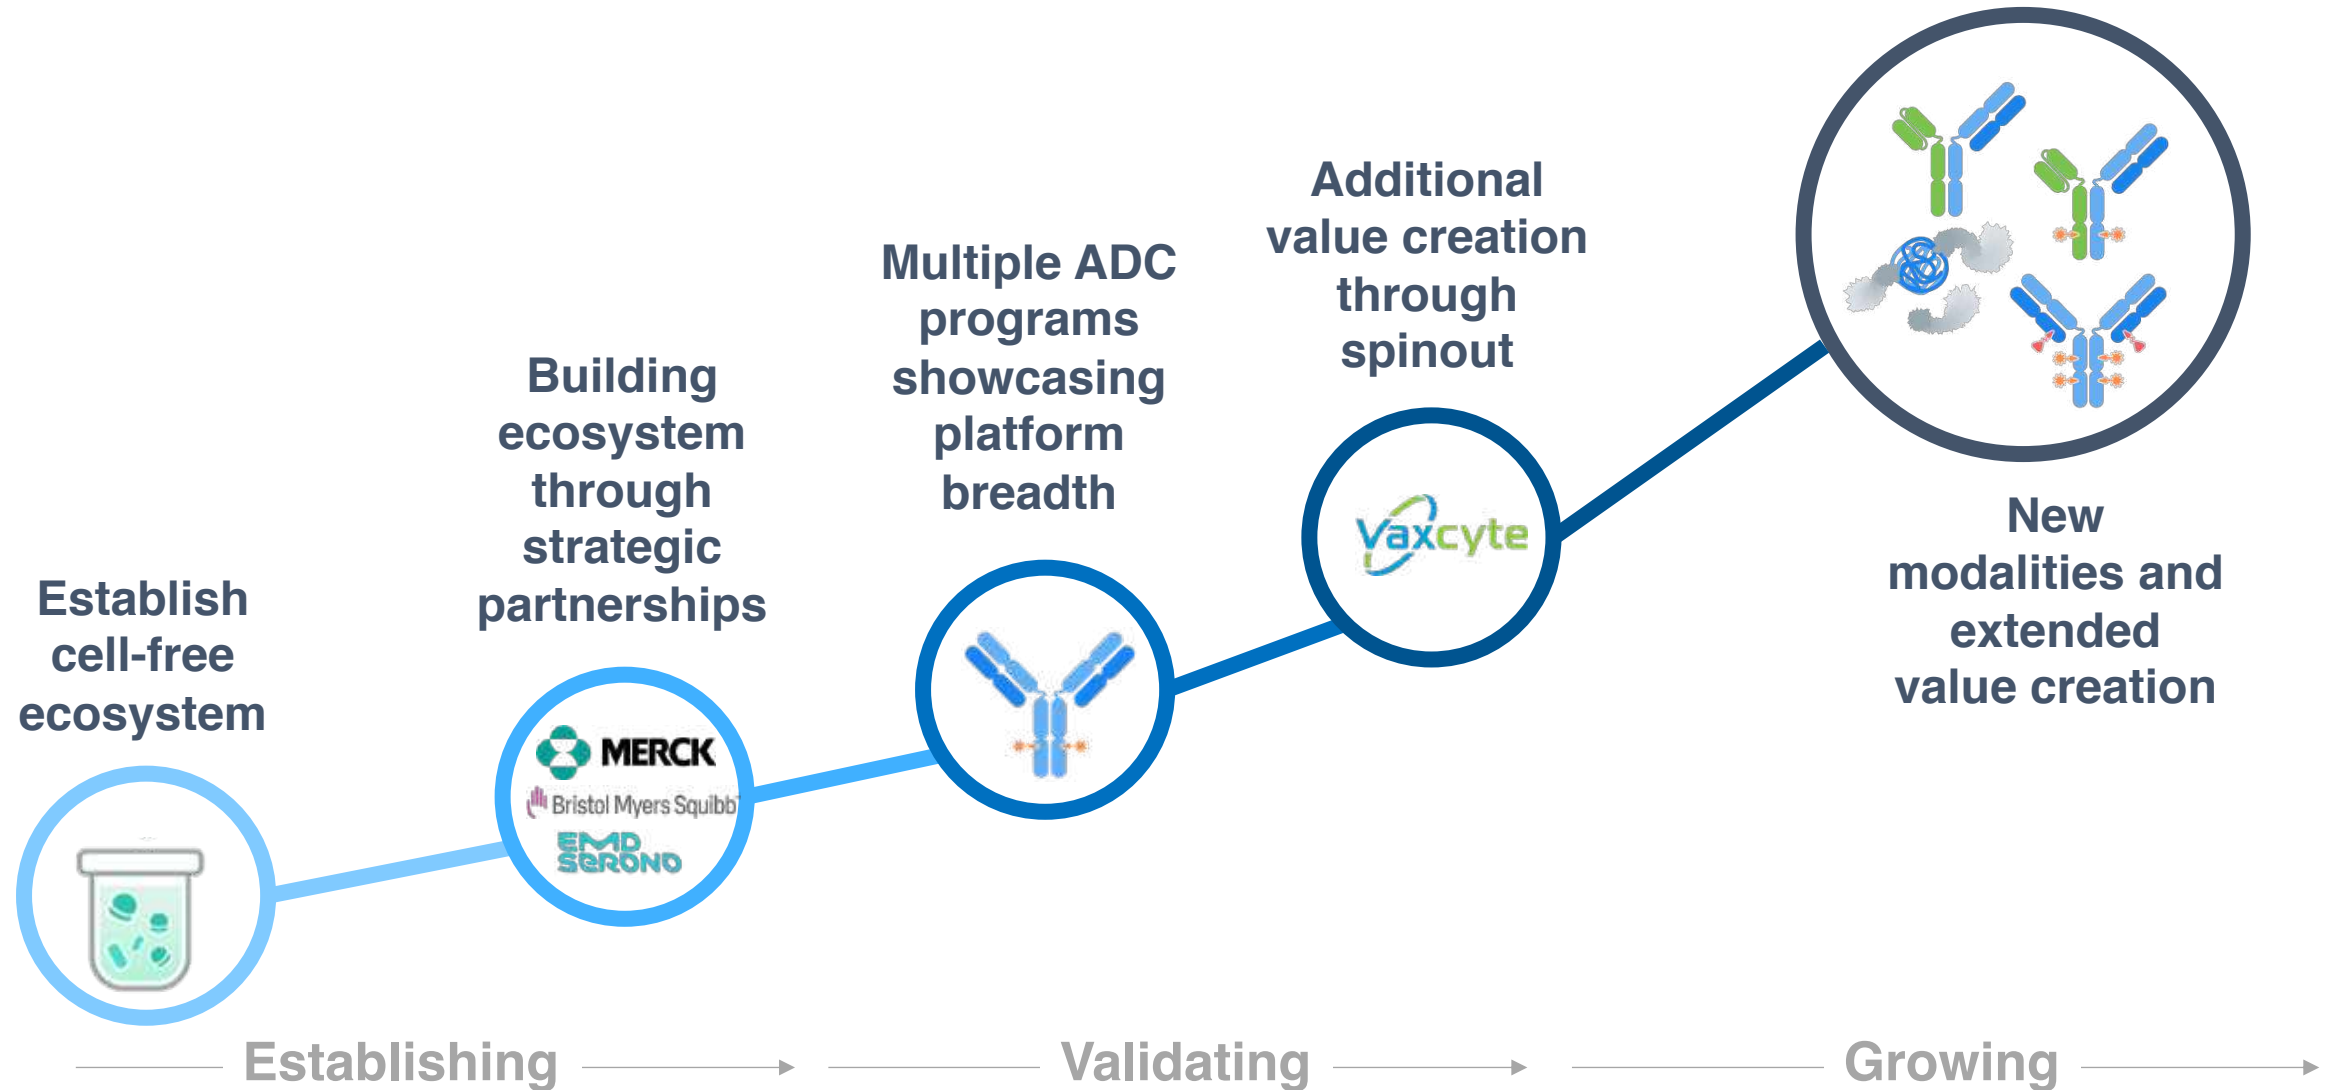 Establish
cell-free
ecosystem
Building
ecosystem
through
strategic
partnerships
MERCK
Bristol Myers Squibb™
EMD
SERONO
Multiple ADC
programs
showcasing
platform
breadth
Additional
value creation
through
spinout
Vaxcyte
New
modalities and
extended
value creation
Establishing
Validating
Growing